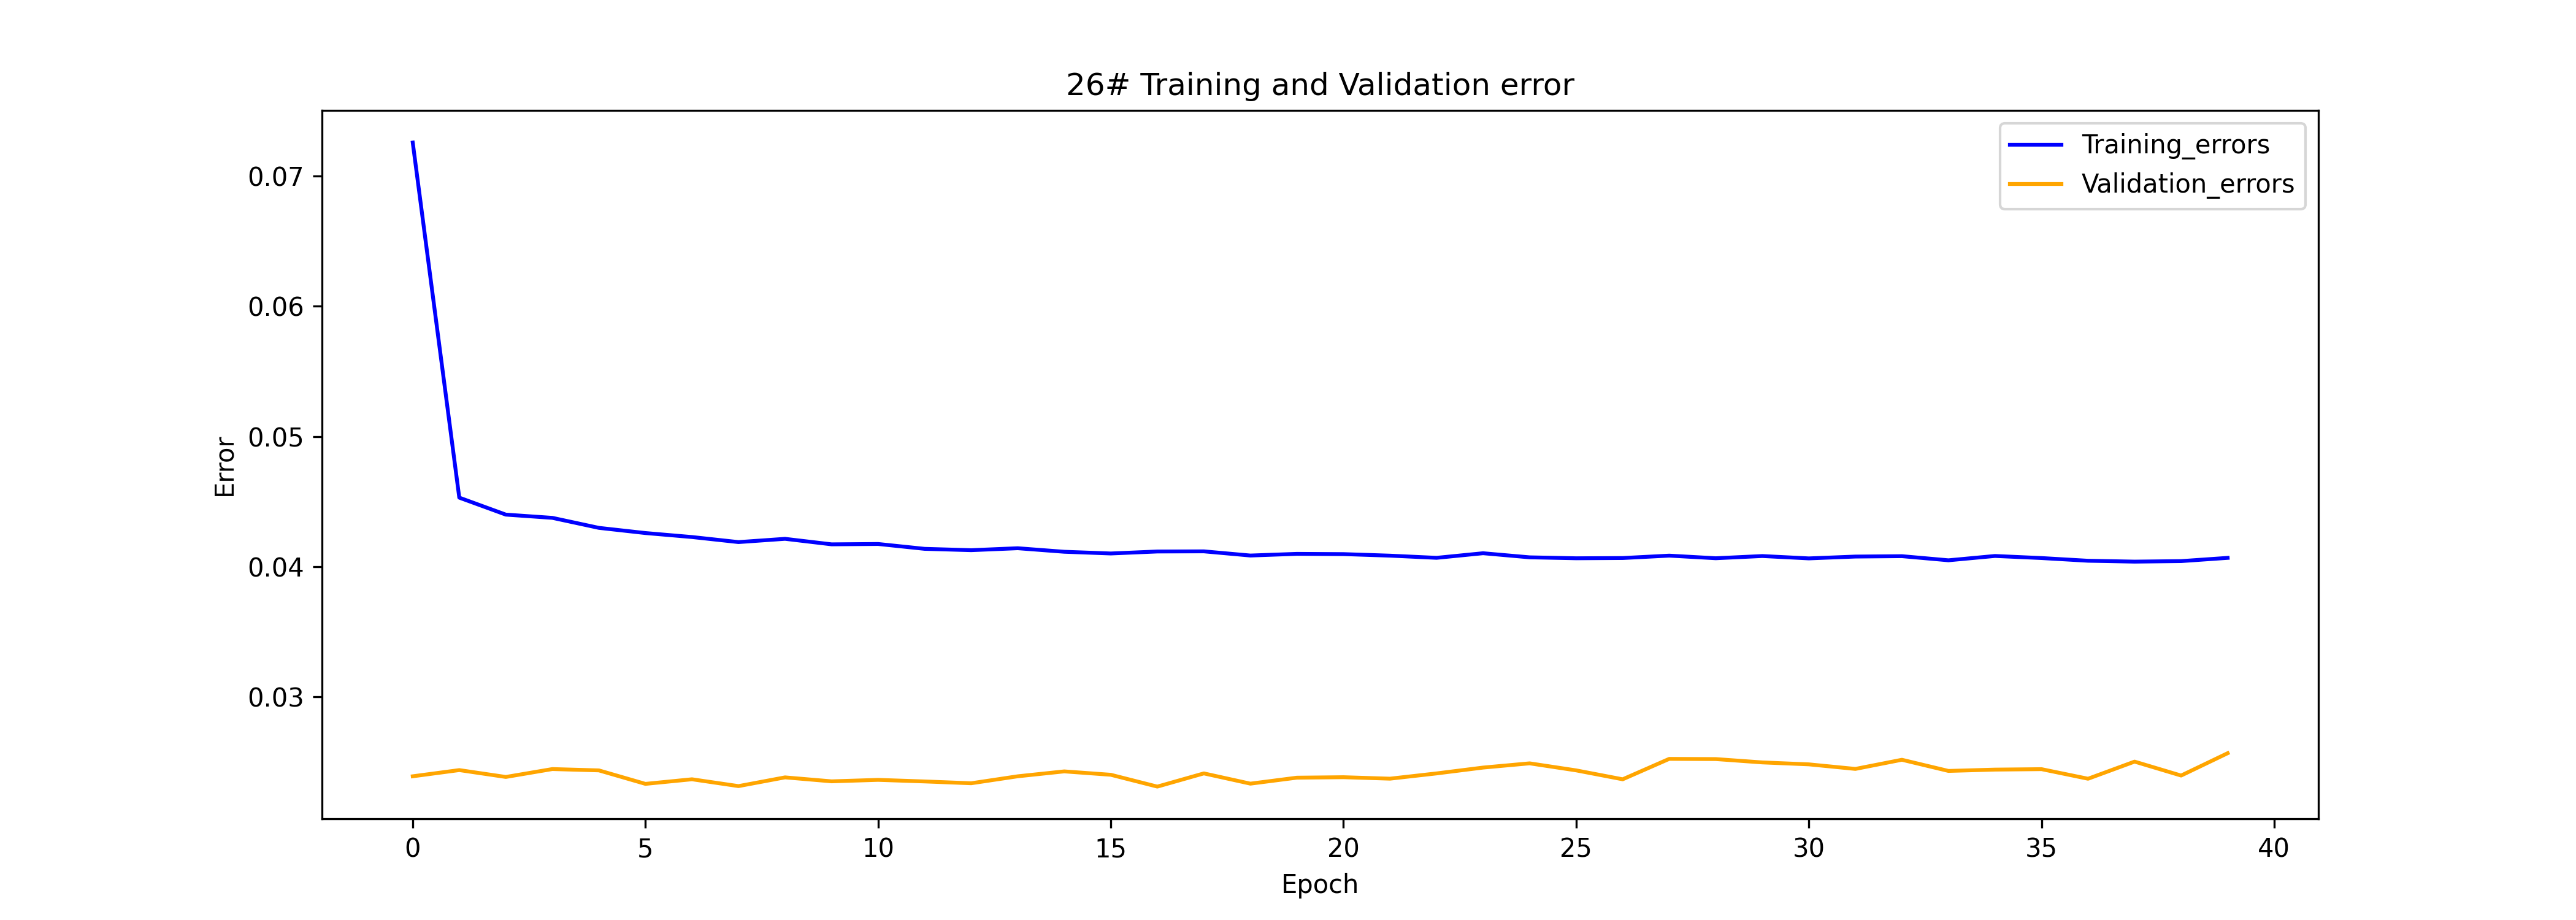 26# Training and Validation error
Training_errors
Validation_errors
0.07
0.06
0.05
0.04
0.03
Error
0 5 10 15 20 25 30 35 40
Epoch